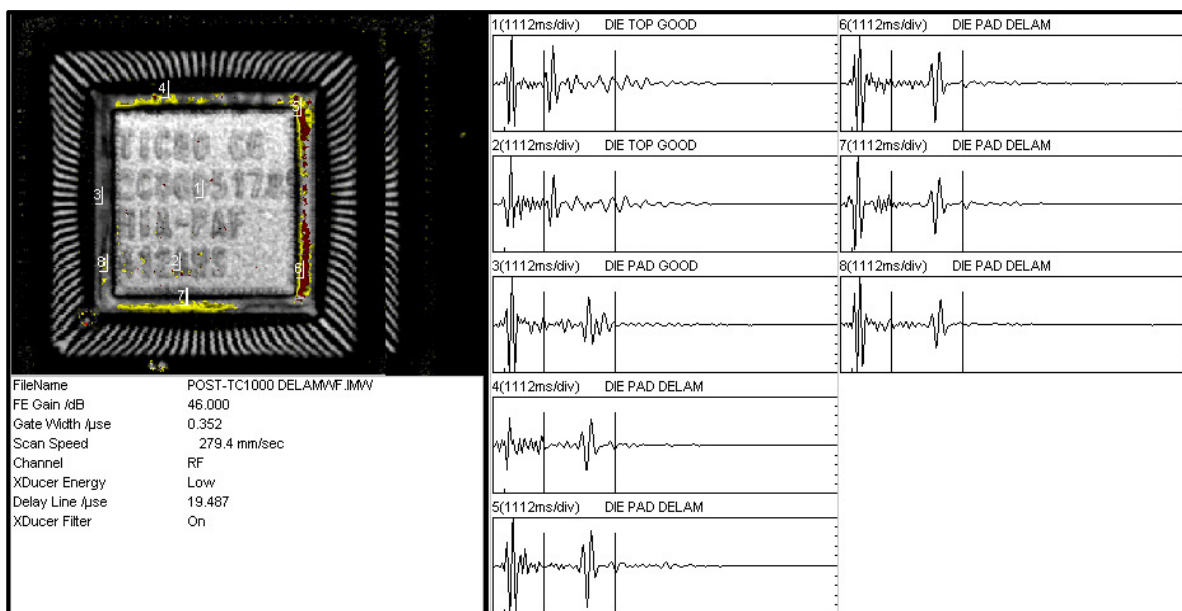 1(1112ms/div) DIE TOP GOOD
2(1112ms/div) DIE TOP GOOD
3(1112ms/div) DIE PAD GOOD
4(1112ms/div) DIE PAD DELAM
5(1112ms/div) DIE PAD DELAM
6(1112ms/div) DIE PAD DELAM
7(1112ms/div) DIE PAD DELAM
8(1112ms/div) DIE PAD DELAM
4
5
3
1
8
2
6
7
FileName POST-TC1000 DELAMWF.IMW
FE Gain /dB 46.000
Gate Width /µse 0.352
Scan Speed 279.4 mm/sec
Channel RF
XDucer Energy Low
Delay Line /µse 19.487
XDucer Filter On